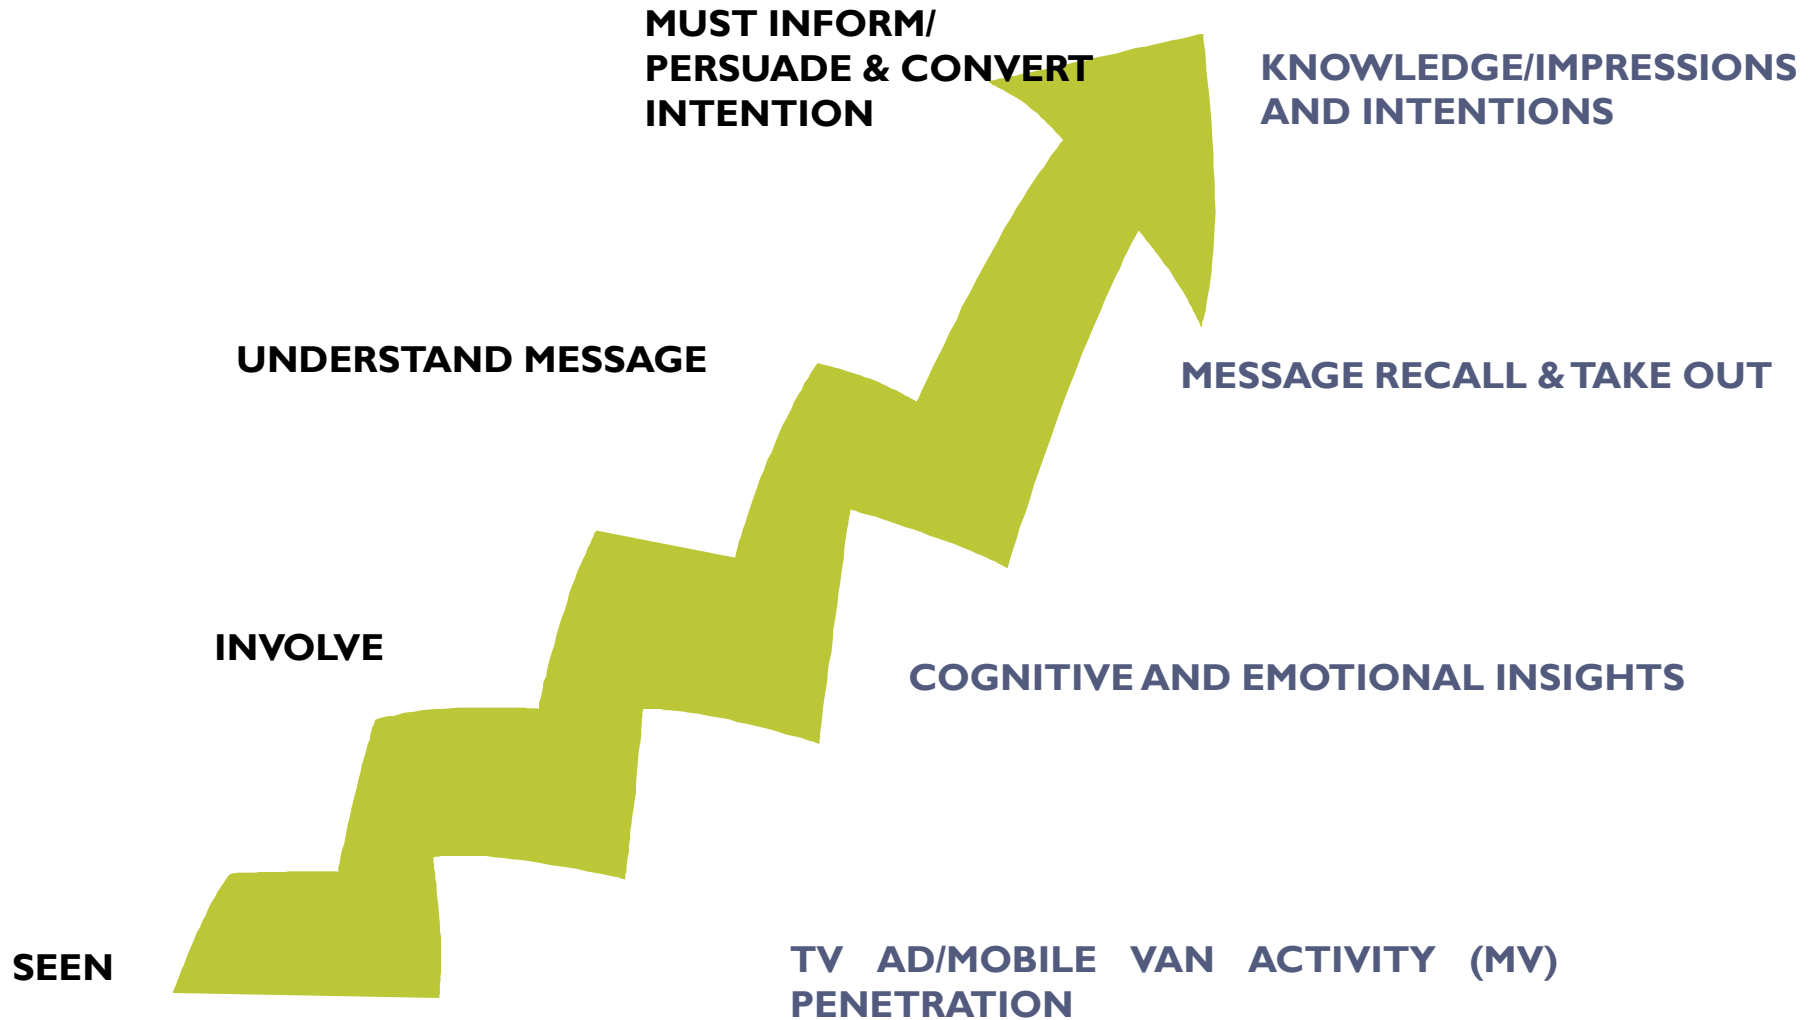 MUST INFORM/
PERSUADE & CONVERT
INTENTION
KNOWLEDGE/IMPRESSIONS
AND INTENTIONS
UNDERSTAND MESSAGE
MESSAGE RECALL & TAKE OUT
INVOLVE
COGNITIVE AND EMOTIONAL INSIGHTS
SEEN
TV AD/MOBILE VAN ACTIVITY (MV)
PENETRATION